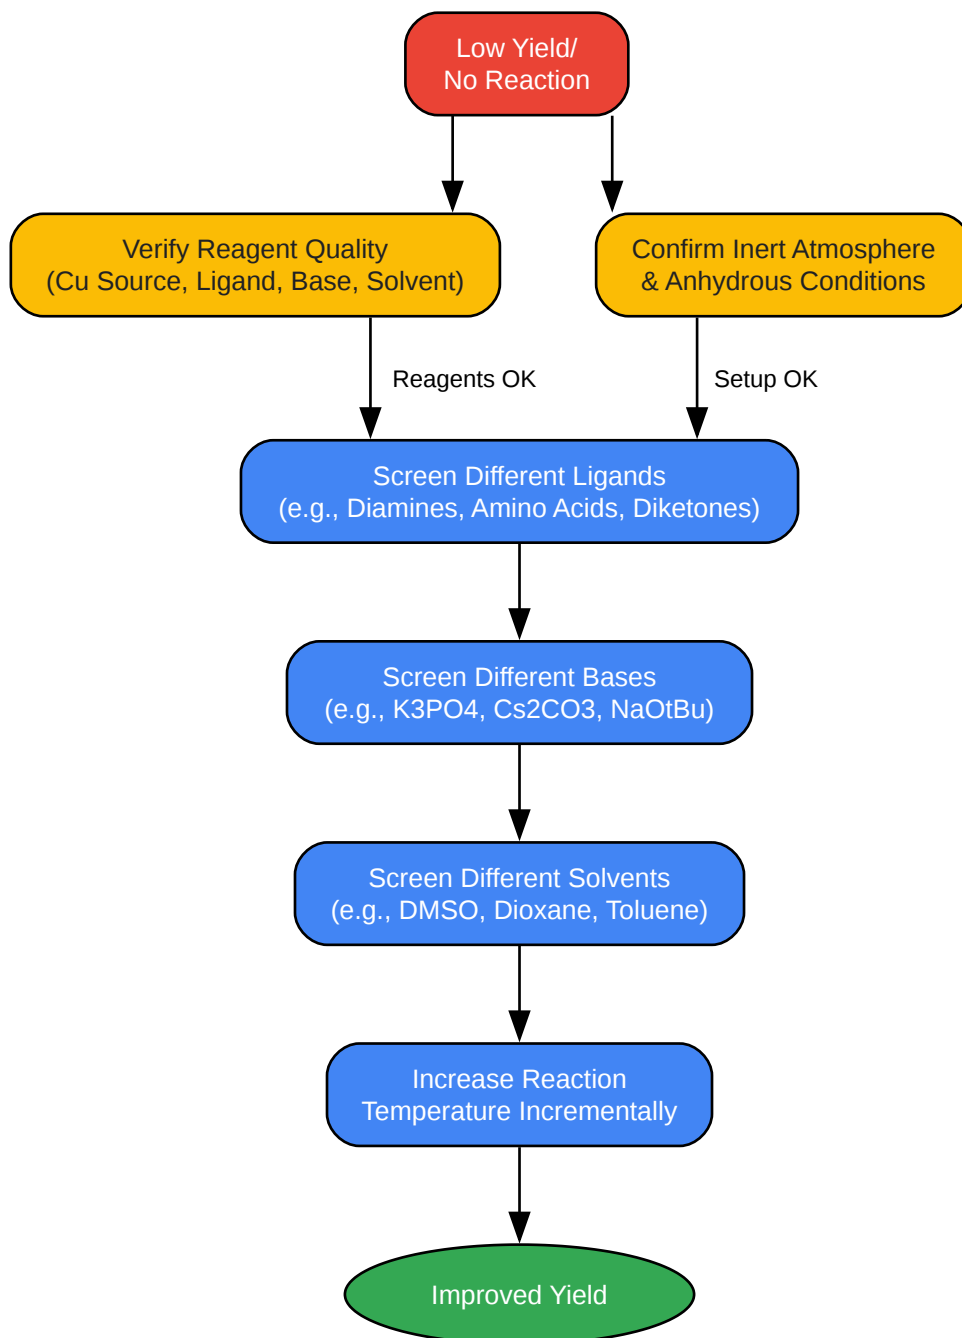 Low Yield/
No Reaction
Verify Reagent Quality
(Cu Source, Ligand, Base, Solvent)
Confirm Inert Atmosphere
& Anhydrous Conditions
Reagents OK
Setup OK
Screen Different Ligands
(e.g., Diamines, Amino Acids, Diketones)
Screen Different Bases
(e.g., K3PO4, Cs2CO3, NaOtBu)
Screen Different Solvents
(e.g., DMSO, Dioxane, Toluene)
Increase Reaction
Temperature Incrementally
Improved Yield